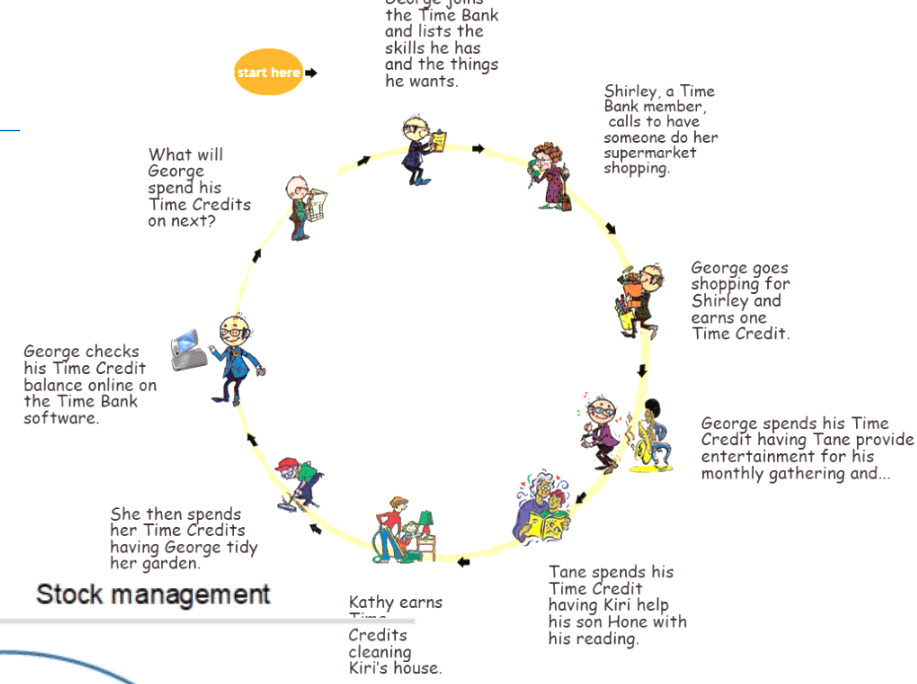 George joins
the Time Bank
and lists the
skills he has
and the things
he wants.
start here
Shirley, a Time
Bank member,
calls to have
someone do her
supermarket
shopping.
George goes
shopping for
Shirley and
earns one
Time Credit.
George spends his Time
Credit having Tane provide
entertainment for his
monthly gathering and...
Tane spends his
Time Credit
having Kiri help
his son Hone with
his reading.
Kathy earns
Time
Credits
cleaning
Kiri's house.
She then spends
her Time Credits
having George tidy
her garden.
George checks
his Time Credit
balance online on
the Time Bank
software.
What will
George
spend his
Time Credits
on next?
Stock management